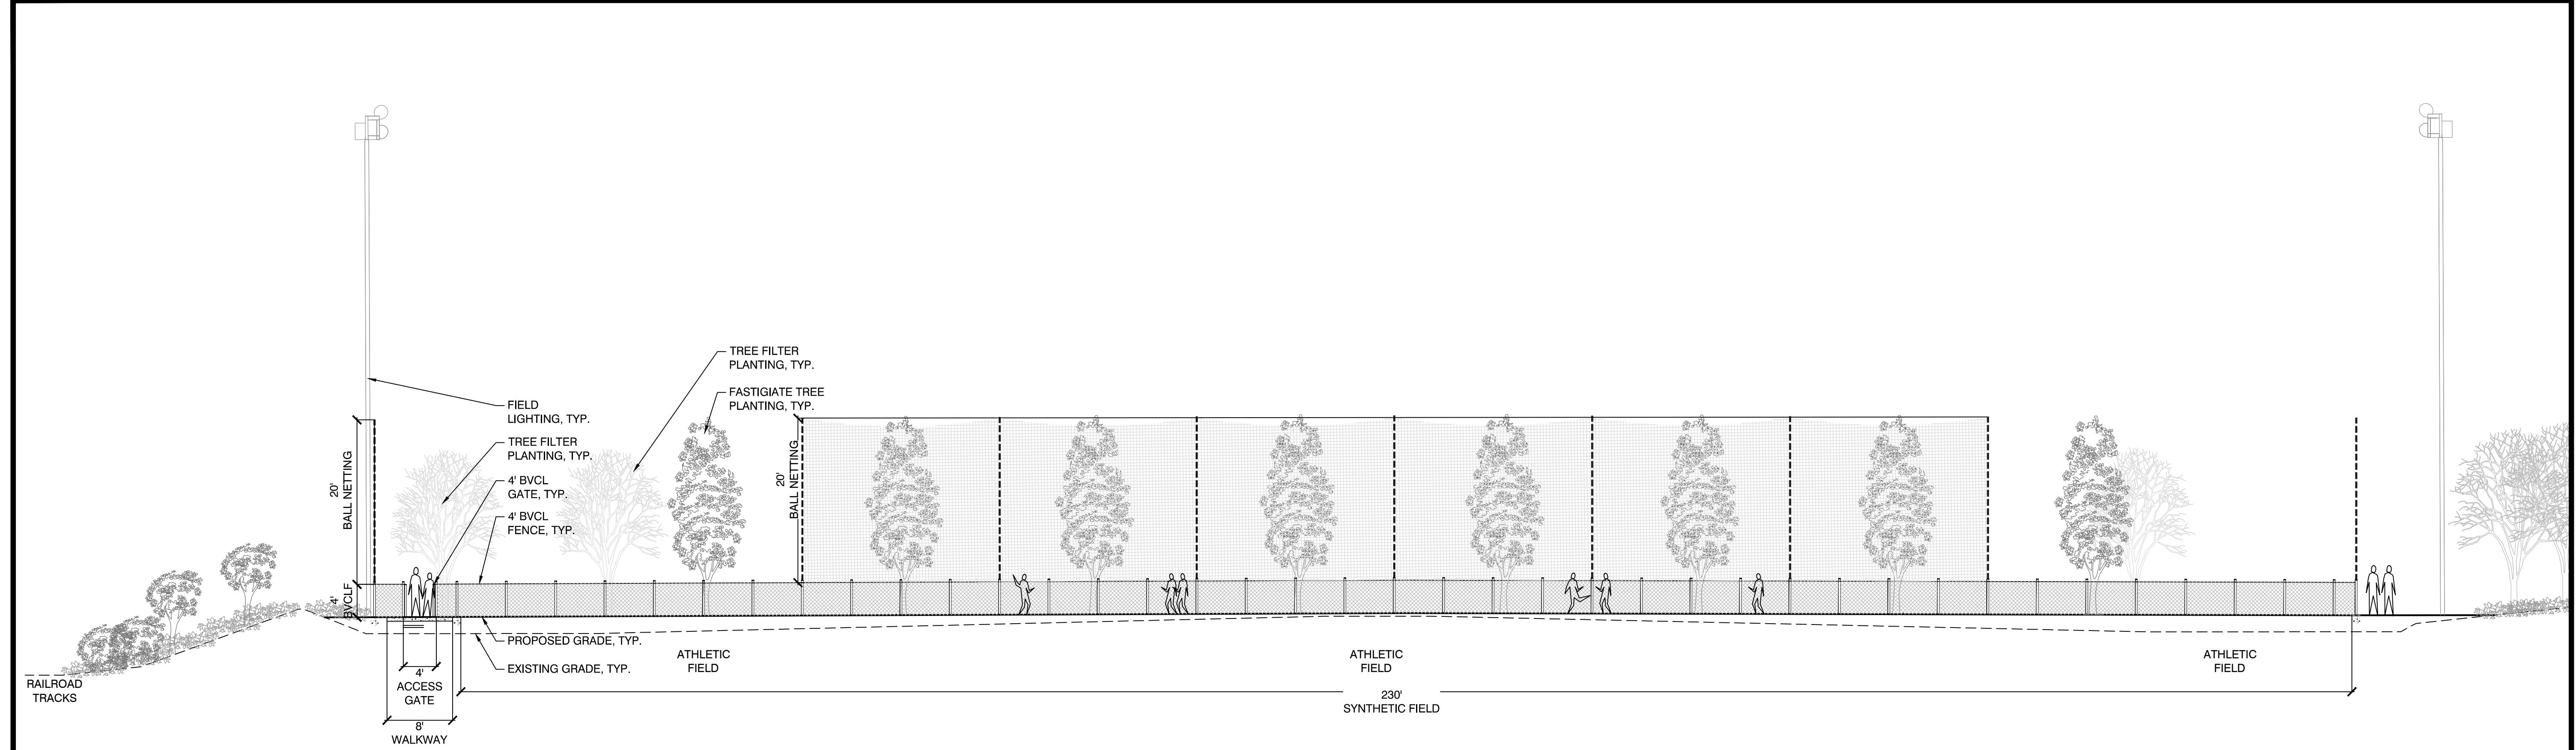 TREE FILTER
PLANTING, TYP.
FASTIGIATE TREE
PLANTING, TYP.
FIELD
LIGHTING, TYP.
TREE FILTER
PLANTING, TYP.
4' BVCL
GATE, TYP.
4' BVCL
FENCE, TYP.
20'
BALL NETTING
20'
BALL NETTING
4'
BVCLF
PROPOSED GRADE, TYP.
EXISTING GRADE, TYP.
ATHLETIC
FIELD
ATHLETIC
FIELD
ATHLETIC
FIELD
RAILROAD
TRACKS
4'
ACCESS
GATE
230'
SYNTHETIC FIELD
8'
WALKWAY